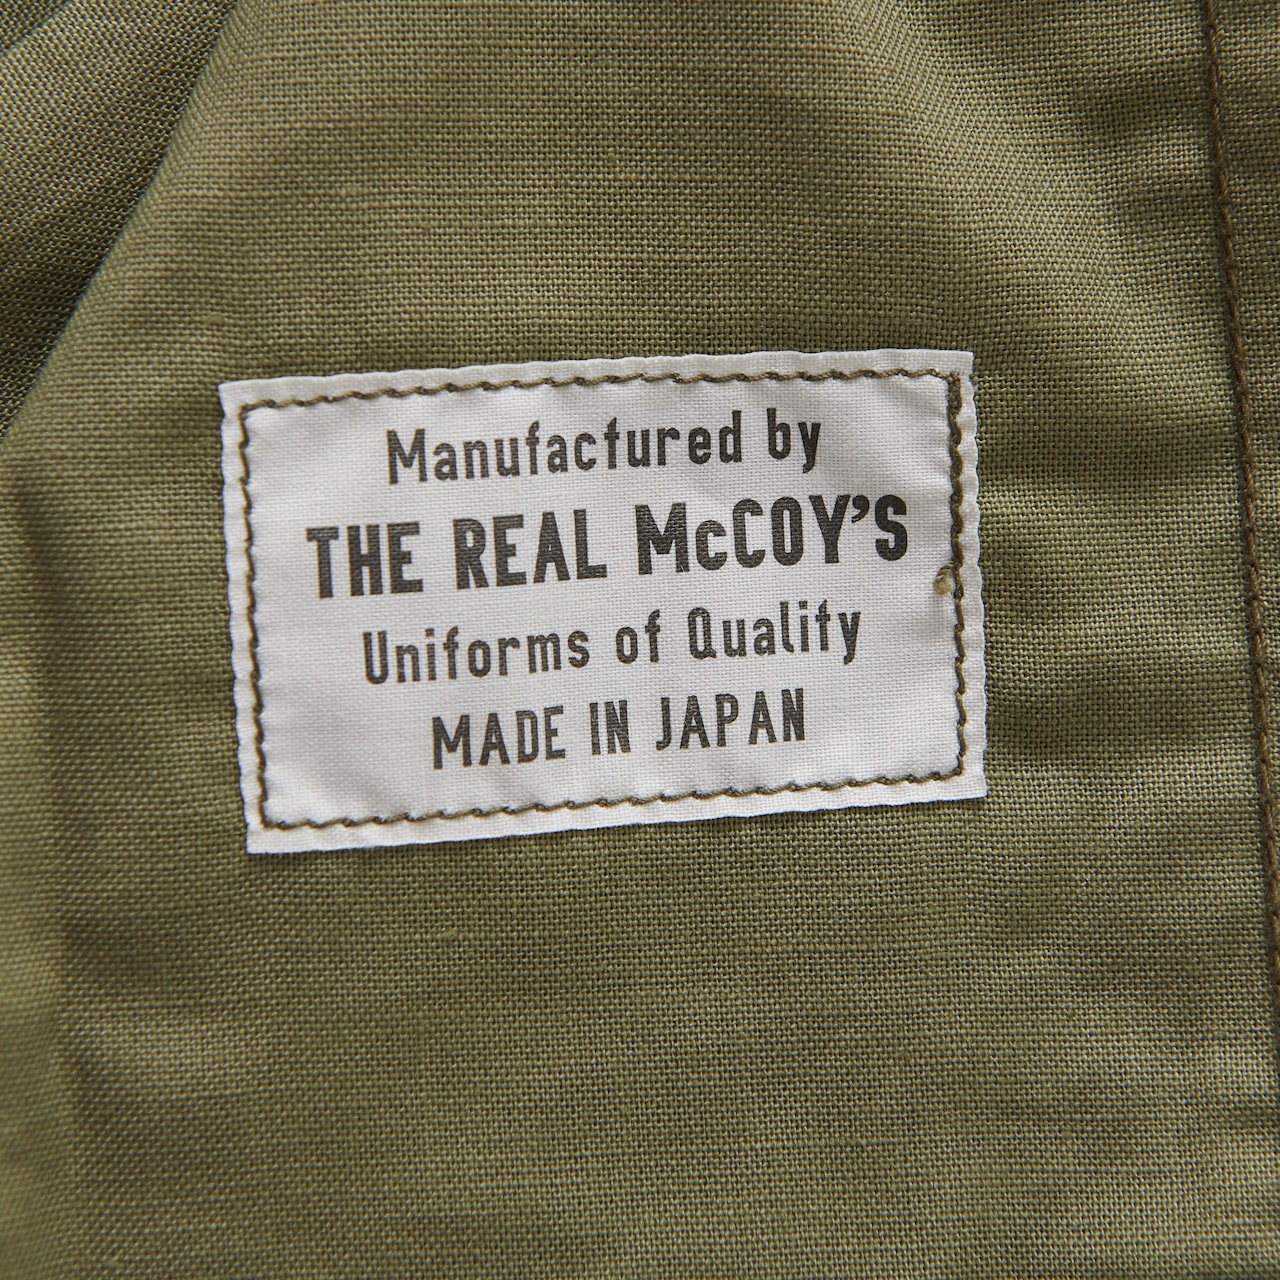 Manufactured by
THE REAL McCOY'S
Uniforms of Quality
MADE IN JAPAN